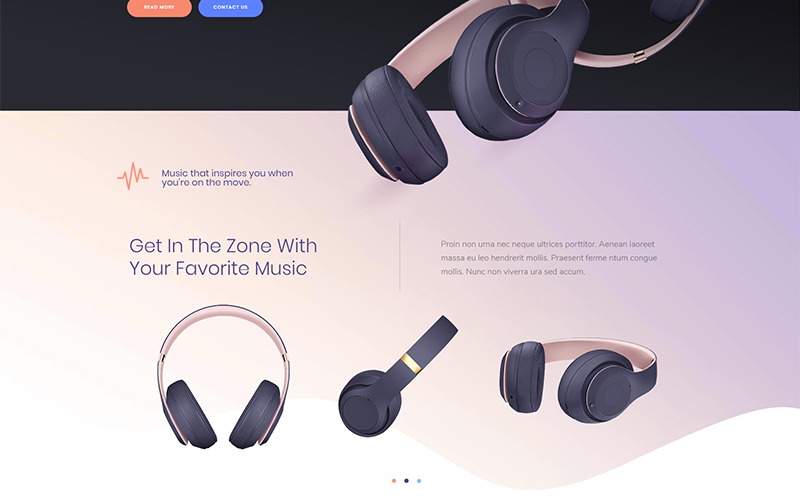 READ MORE
CONTACT US
Music that inspires you when
you're on the move.
Get In The Zone With
Your Favorite Music
Proin non urna nec neque ultrices porttitor. Aenean laoreet
massa eu leo hendrerit mollis. Praesent ferme ntum congue
mollis. Nunc non viverra ura sed accum.